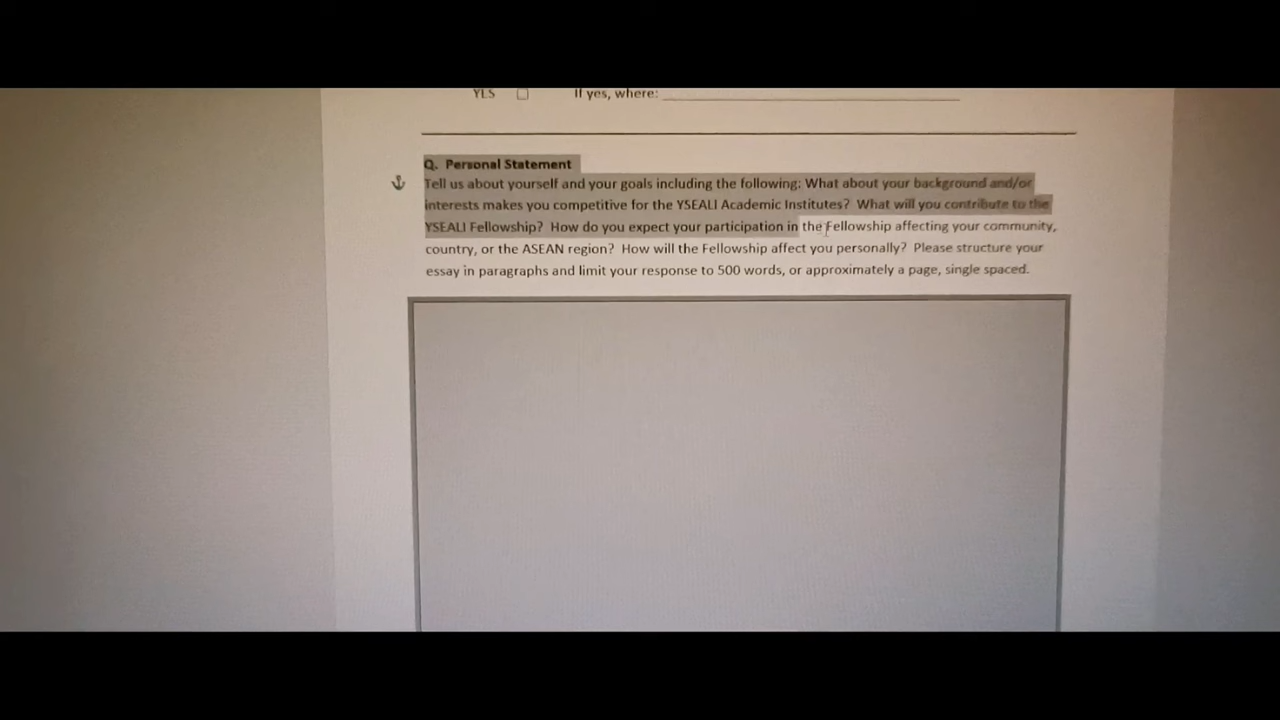 YES If yes, where:
Q. Personal Statement
Tell us about yourself and your goals including the following: What about your background and/or
interests makes you competitive for the YSEALI Academic Institutes? What will you contribute to the
YSEALI Fellowship? How do you expect your participation in the Fellowship affecting your community,
country, or the ASEAN region? How will the Fellowship affect you personally? Please structure your
essay in paragraphs and limit your response to 500 words, or approximately a page, single spaced.